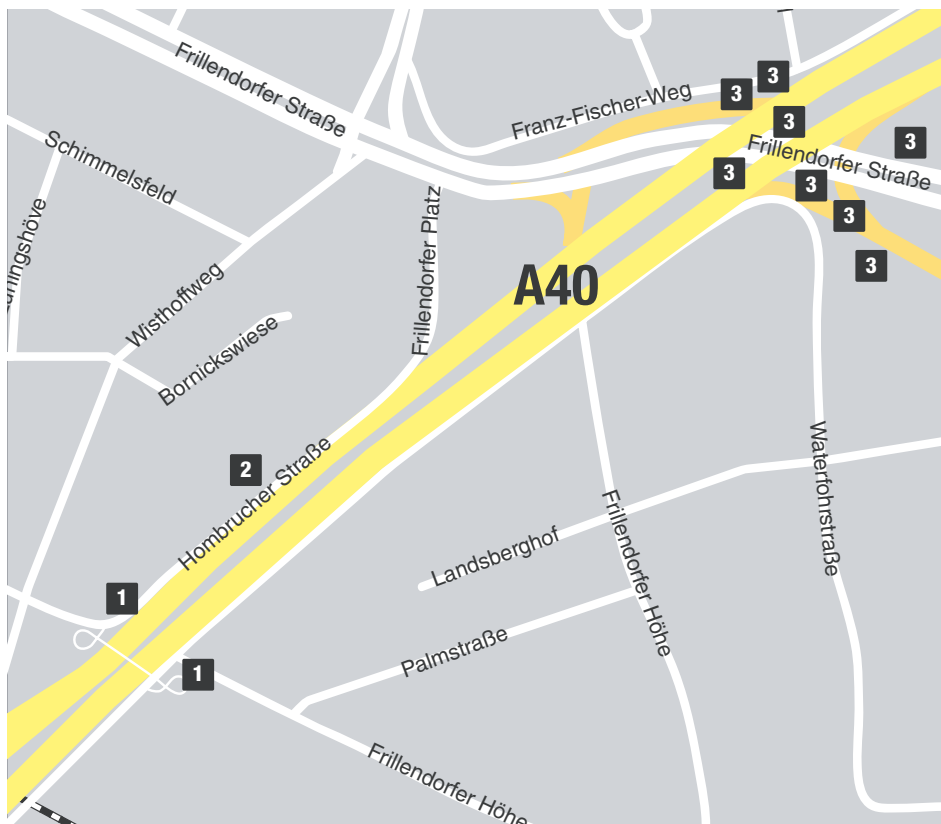 Frillendorfer Straße
3
3
Franz-Fischer-Weg
3
3
Frillendorfer Straße
3
3
3
3
Schimmelsfeld
Frillendorfer Platz
A40
Wisthoffweg
Bornickswiese
2
Hombrucher Straße
Waterfohrstraße
Landsberghof
Frillendorfer Höhe
1
Palmstraße
1
Frillendorfer Höhe